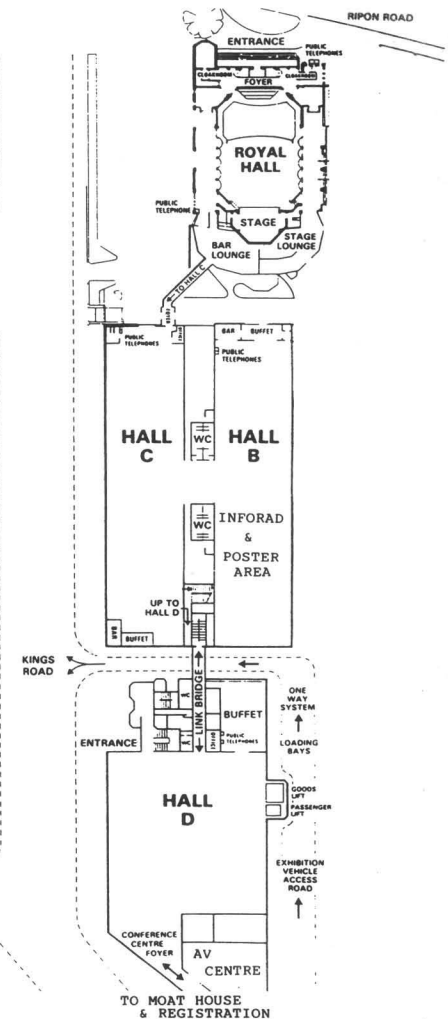 RIPON ROAD
ENTRANCE
PUBLIC
TELEPHONES
CLOAKROOM
FOYER
CLOAKROOM
ROYAL
HALL
PUBLIC
TELEPHONE
STAGE
BAR
LOUNGE
STAGE
LOUNGE
TO HALL C
FOYER
OFFICE
PUBLIC
TELEPHONES
BAR
BUFFET
PUBLIC
TELEPHONES
HALL
C
WC
HALL
B
WC
INFORAD
&
POSTER
AREA
UP TO
HALL D
BAR
BUFFET
KINGS
ROAD
LINK BRIDGE
BUFFET
ONE
WAY
SYSTEM
ENTRANCE
OFFICE
PUBLIC
TELEPHONES
LOADING
BAYS
HALL
D
GOODS
LIFT
PASSENGER
LIFT
EXHIBITION
VEHICLE
ACCESS
ROAD
CONFERENCE
CENTRE
FOYER
AV
CENTRE
TO MOAT HOUSE
& REGISTRATION